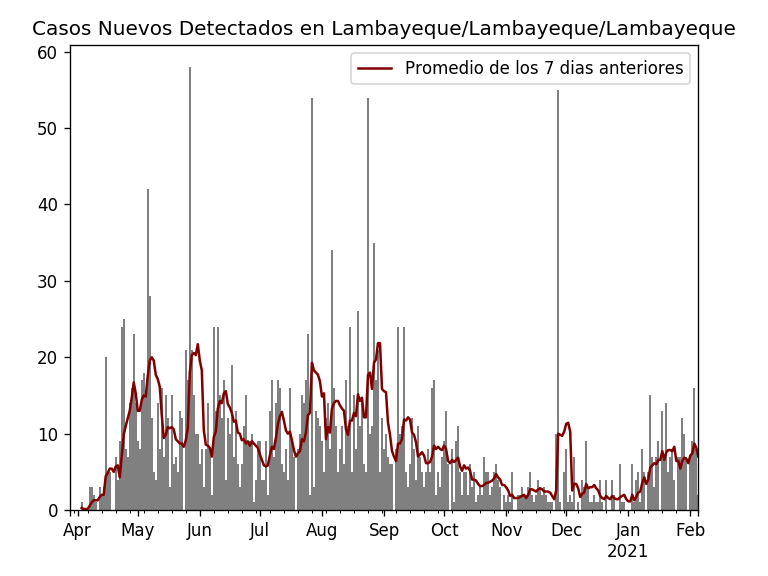 Casos Nuevos Detectados en Lambayeque/Lambayeque/Lambayeque
Promedio de los 7 dias anteriores
60
50
40
30
20
10
0
Apr May Jun Jul Aug Sep Oct Nov Dec Jan Feb
2021